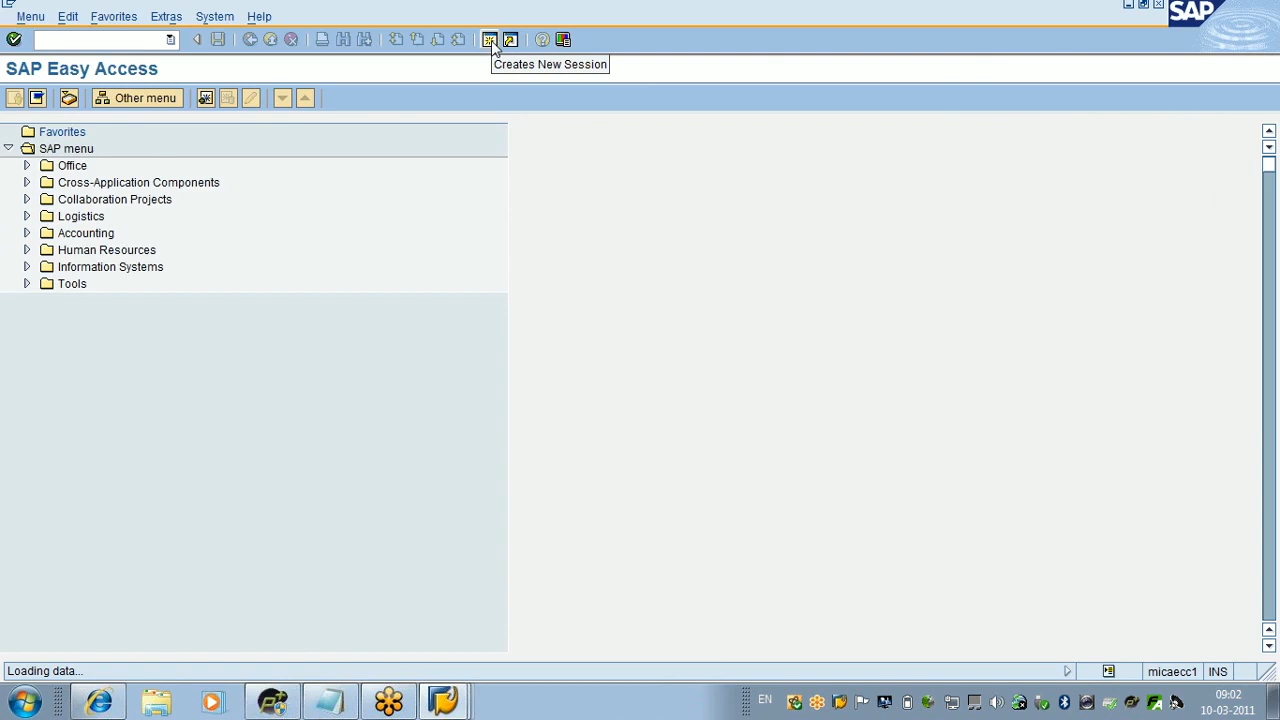 Menu Edit Favorites Extras System Help
SAP
Creates New Session
SAP Easy Access
Other menu
Favorites
SAP menu
Office
Cross-Application Components
Collaboration Projects
Logistics
Accounting
Human Resources
Information Systems
Tools
Loading data...
micaecc1 INS
EN
09:02
10-03-2011